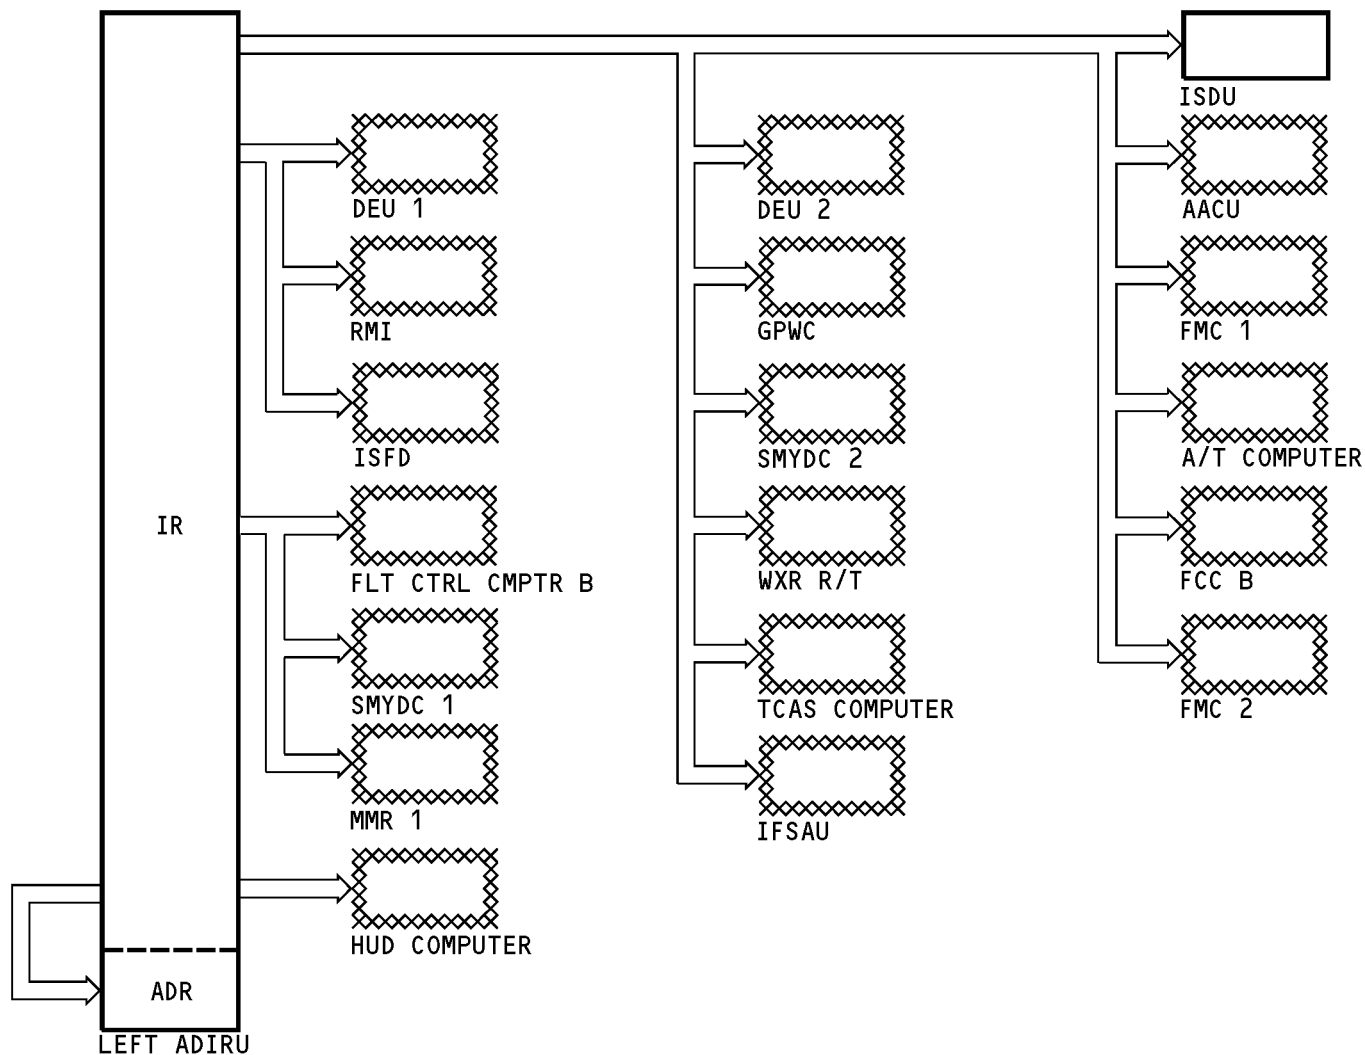 ISDU
DEU 1
DEU 2
AACU
RMI
GPWC
FMC 1
ISFD
SMYDC 2
A/T COMPUTER
IR
FLT CTRL CMPTR B
WXR R/T
FCC B
SMYDC 1
TCAS COMPUTER
FMC 2
MMR 1
IFSAU
HUD COMPUTER
ADR
LEFT ADIRU